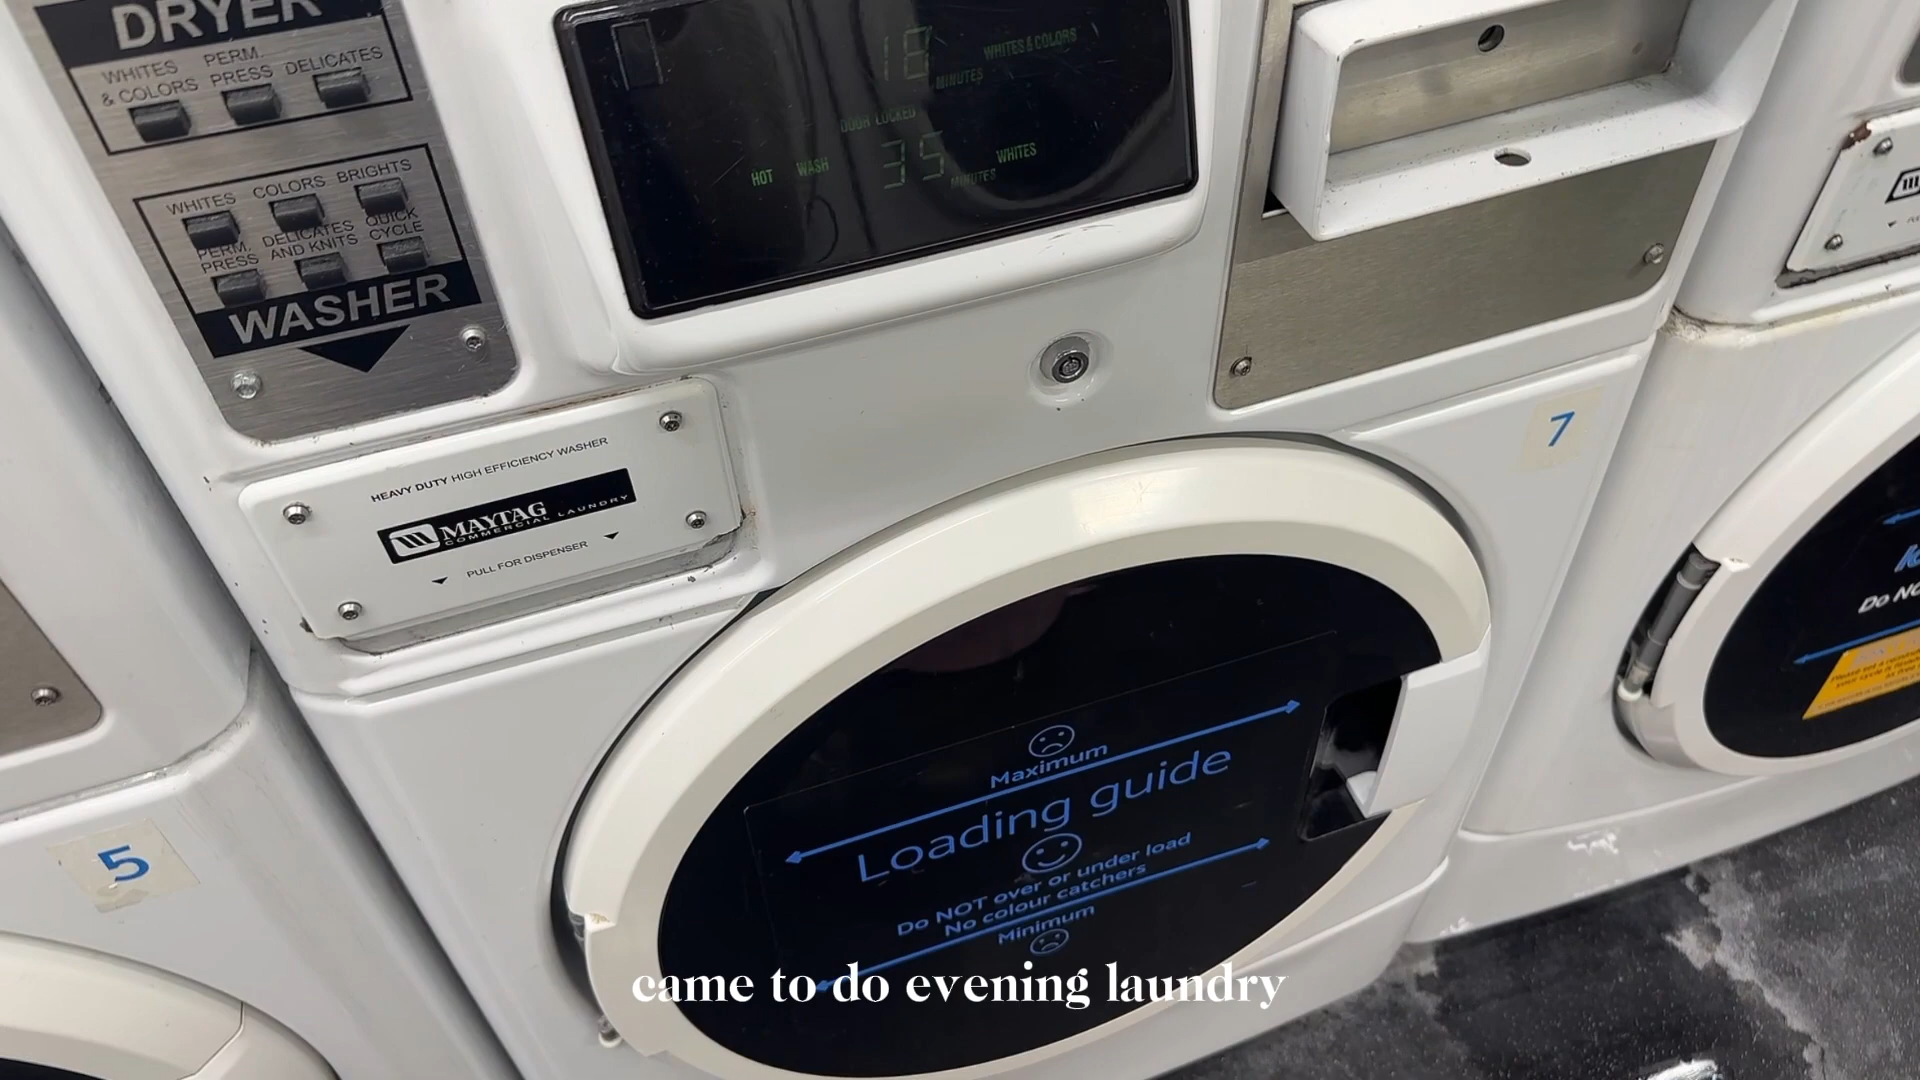 DRYER
WHITES & COLORS
PERM. PRESS
DELICATES
WHITES
COLORS
BRIGHTS
PERM. PRESS
DELICATES AND KNITS
QUICK CYCLE
WASHER
18
MINUTES
WHITES & COLORS
DOOR LOCKED
HOT WASH
35
MINUTES
WHITES
HEAVY DUTY HIGH EFFICIENCY WASHER
MAYTAG
COMMERCIAL LAUNDRY
PULL FOR DISPENSER
7
5
Maximum
Loading guide
Do NOT over or under load
No colour catchers
Minimum
Do NO
came to do evening laundry